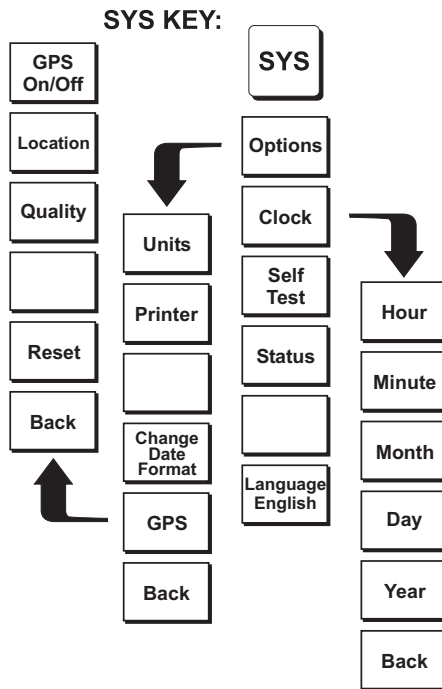 SYS KEY:
SYS
Options
Clock
Self
Test
Status
Language
English
Units
Printer
Change
Date
Format
GPS
Back
GPS
On/Off
Location
Quality
Reset
Back
Hour
Minute
Month
Day
Year
Back